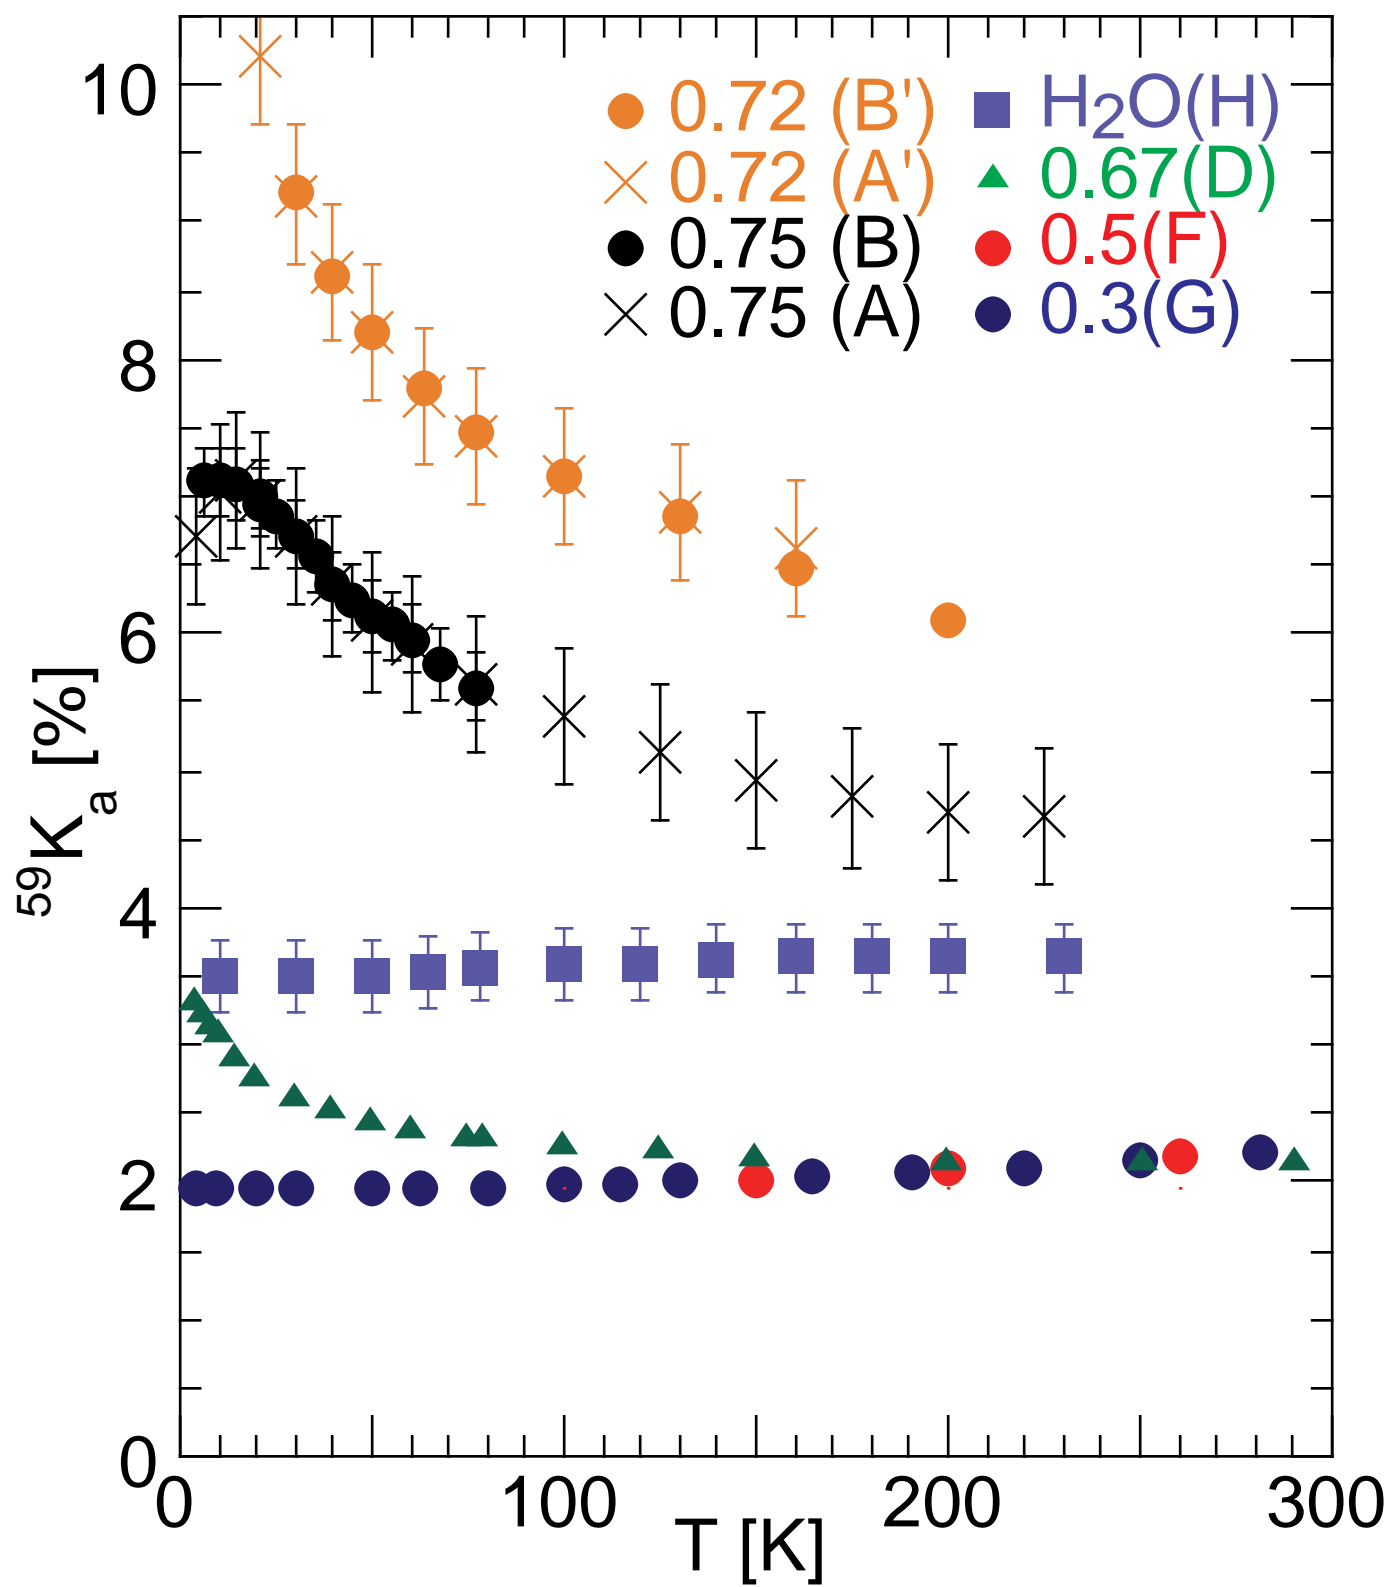 10
8
6
4
2
0
⁵⁹Kₐ [%]
0.72 (B')
0.72 (A')
0.75 (B)
0.75 (A)
H₂O(H)
0.67(D)
0.5(F)
0.3(G)
0 100 200 300
T [K]